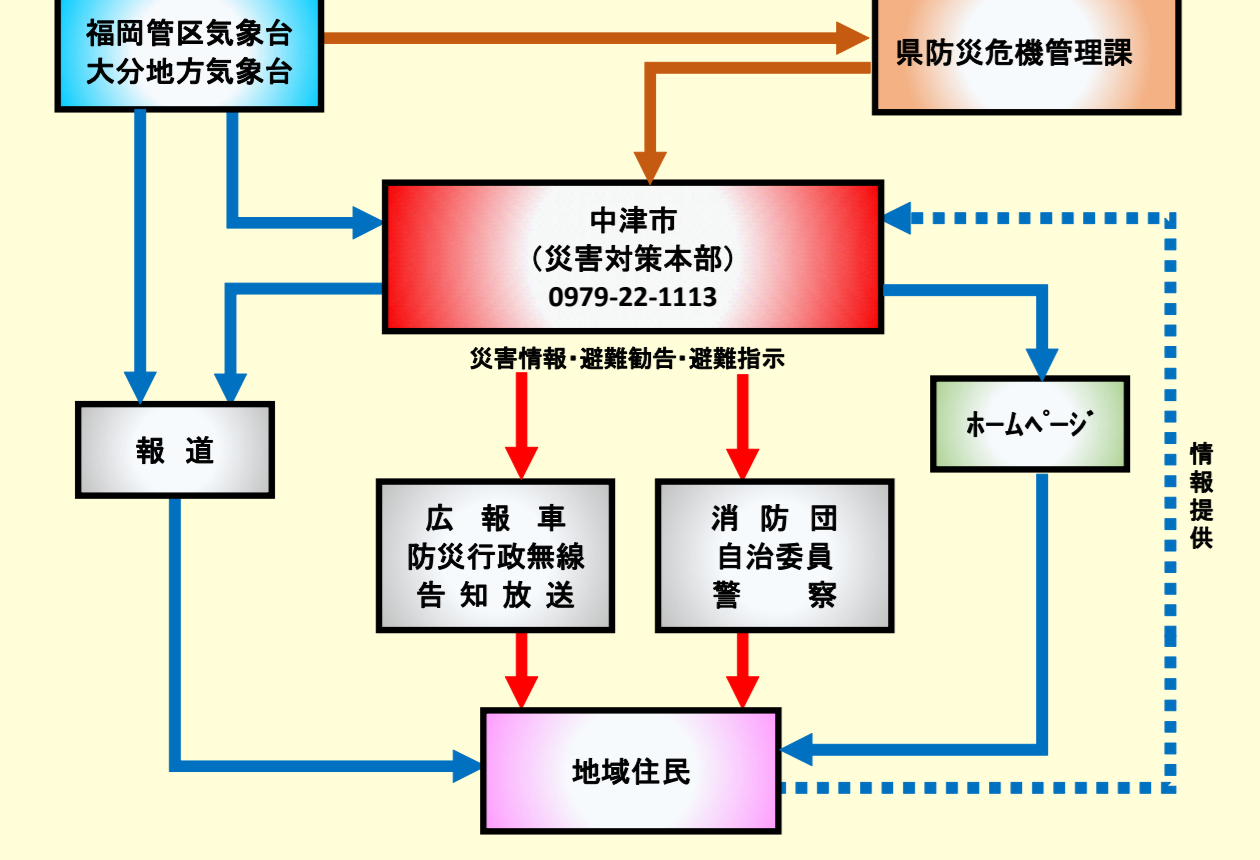 福岡管区気象台
大分地方気象台
県防災危機管理課
中津市
（災害対策本部）
0979-22-1113
災害情報・避難勧告・避難指示
報 道
ﾎｰﾑﾍﾟｰｼﾞ
情報提供
広 報 車
防災行政無線
告 知 放 送
消 防 団
自治委員
警 察
地域住民